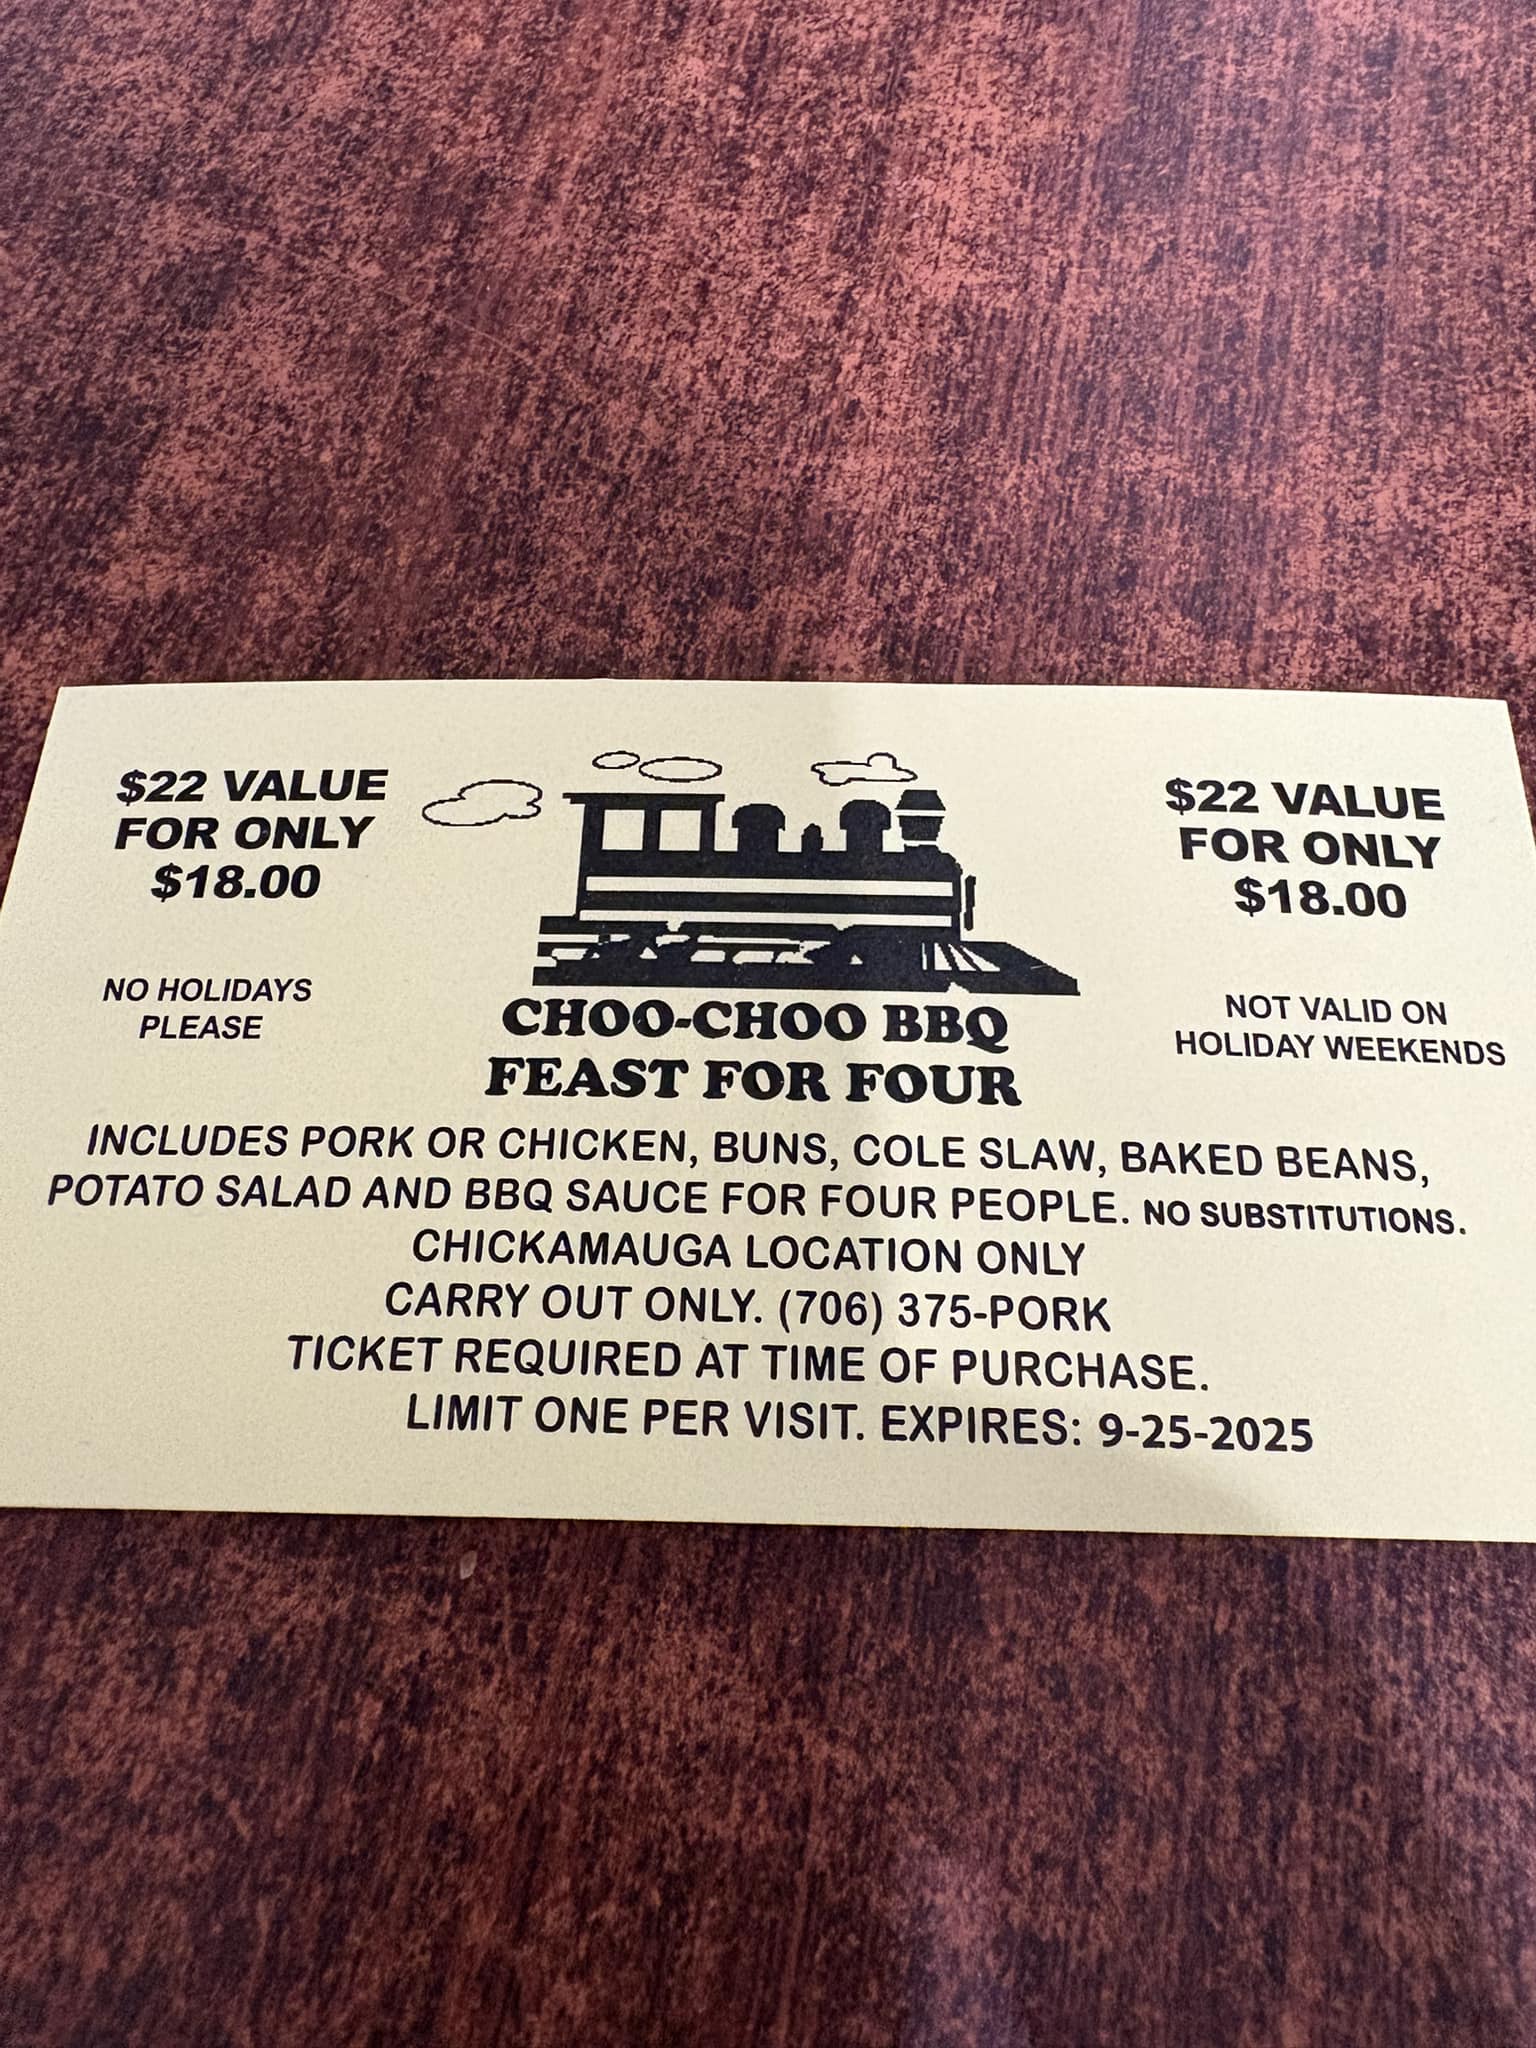 $22 VALUE
FOR ONLY
$18.00
NO HOLIDAYS
PLEASE
$22 VALUE
FOR ONLY
$18.00
NOT VALID ON
HOLIDAY WEEKENDS
CHOO-CHOO BBQ
FEAST FOR FOUR
INCLUDES PORK OR CHICKEN, BUNS, COLE SLAW, BAKED BEANS,
POTATO SALAD AND BBQ SAUCE FOR FOUR PEOPLE. NO SUBSTITUTIONS.
CHICKAMAUGA LOCATION ONLY
CARRY OUT ONLY. (706) 375-PORK
TICKET REQUIRED AT TIME OF PURCHASE.
LIMIT ONE PER VISIT. EXPIRES: 9-25-2025